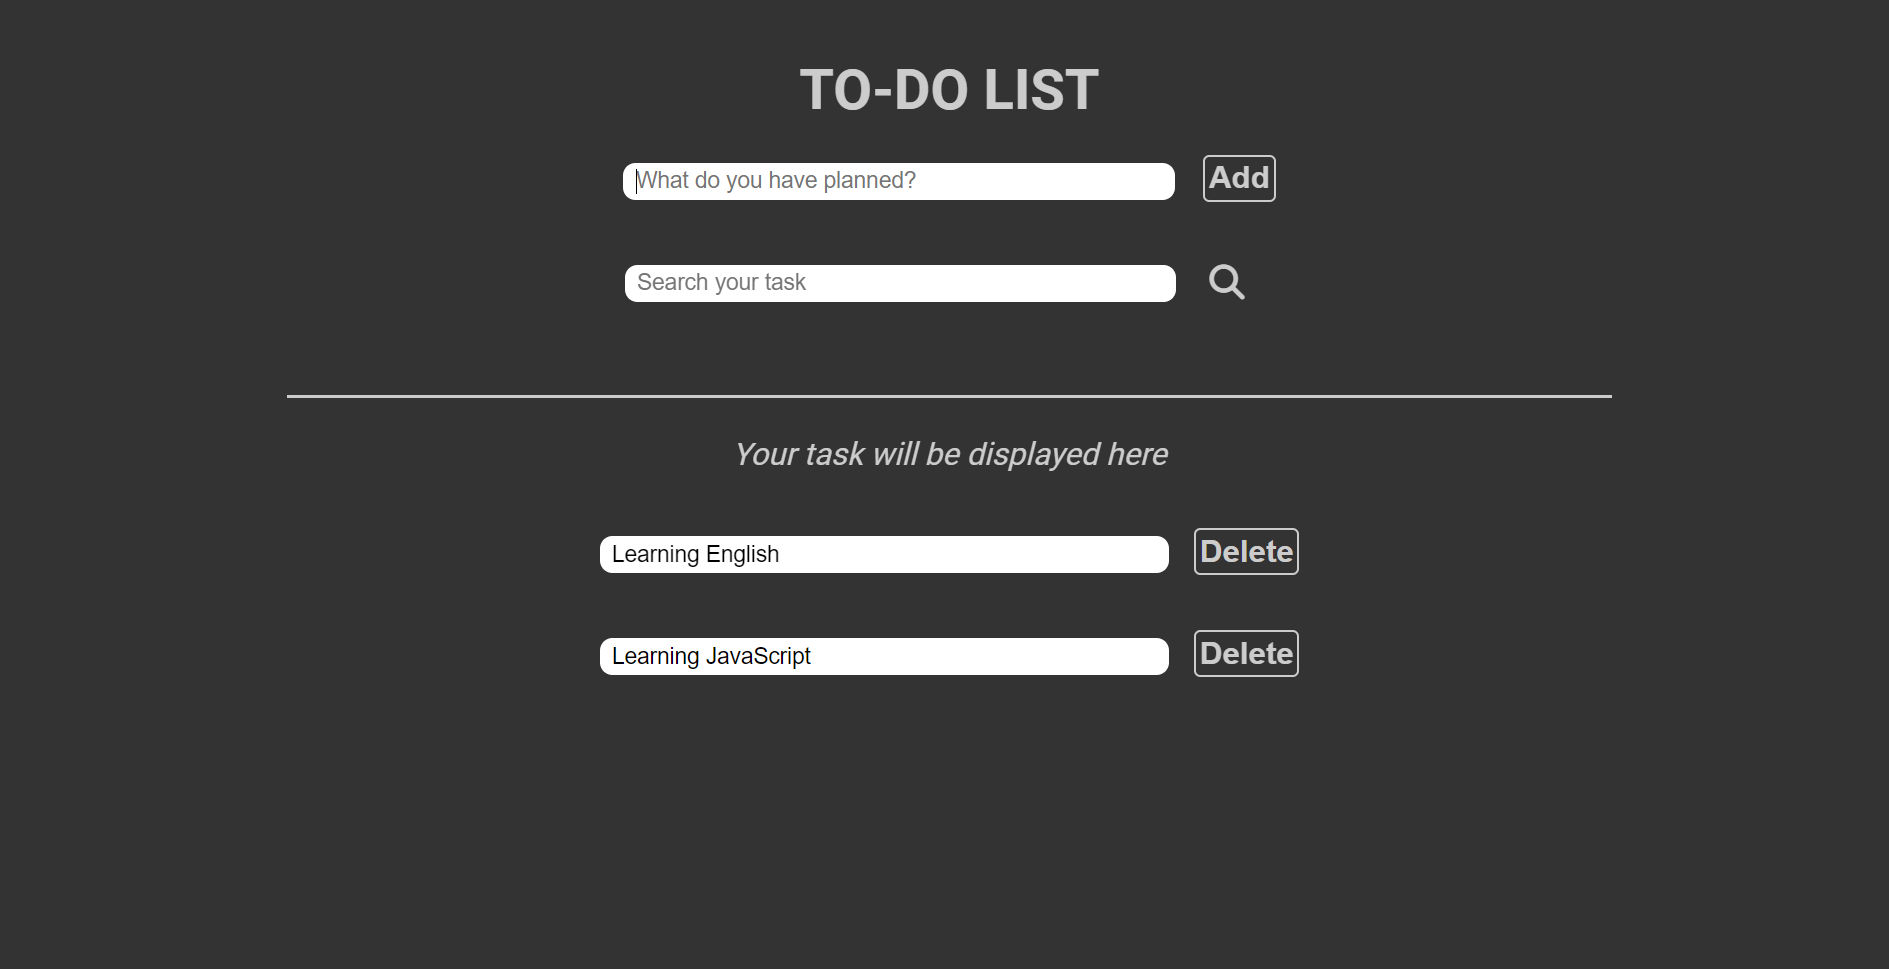 TO-DO LIST
What do you have planned?
Add
Search your task
Your task will be displayed here
Learning English
Delete
Learning JavaScript
Delete